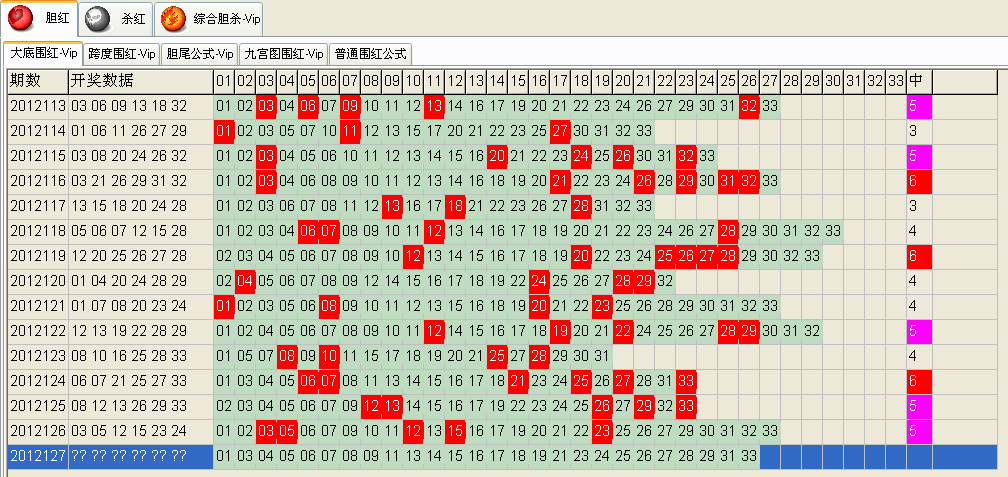 胆红 杀红 综合胆杀-Vip
大底围红-Vip 跨度围红-Vip 胆尾公式-Vip 九宫图围红-Vip 普通围红公式
期数 开奖数据 01 02 03 04 05 06 07 08 09 10 11 12 13 14 15 16 17 18 19 20 21 22 23 24 25 26 27 28 29 30 31 32 33 中
2012113 03 06 09 13 18 32 01 02 03 04 06 07 09 10 11 12 13 14 16 17 19 20 21 22 23 24 26 27 29 30 31 32 33 5
2012114 01 06 11 26 27 29 01 02 03 05 07 10 11 12 15 17 20 21 22 23 24 25 27 30 31 32 33 3
2012115 03 08 20 24 26 32 01 02 03 04 05 06 10 11 12 13 14 15 16 20 21 22 23 24 25 26 30 31 32 33 5
2012116 03 21 26 29 31 32 01 02 03 04 06 08 09 10 11 12 13 14 16 18 19 20 21 22 23 24 26 28 29 30 31 32 33 6
2012117 13 15 18 20 24 28 01 02 03 06 07 08 11 12 13 16 17 18 21 22 23 26 27 28 31 32 33 3
2012118 05 06 07 12 15 28 01 02 03 04 06 07 08 09 10 11 12 13 14 16 17 18 19 20 21 22 23 24 26 27 28 29 30 31 32 33 4
2012119 12 20 25 26 27 28 02 03 04 05 06 07 08 09 10 12 13 14 15 16 17 18 19 20 22 23 24 25 26 27 28 29 30 32 33 6
2012120 01 04 20 24 28 29 02 04 05 06 07 08 09 12 14 15 16 17 18 19 22 24 25 26 27 28 29 32 4
2012121 01 07 08 20 23 24 01 02 03 05 06 08 09 10 11 12 13 15 16 18 19 20 21 22 23 25 26 28 29 30 31 32 33 4
2012122 12 13 19 22 28 29 01 02 04 05 06 07 08 09 10 11 12 14 15 16 17 18 19 20 21 22 24 25 26 27 28 29 30 31 32 5
2012123 08 10 16 25 28 33 01 05 07 08 09 10 11 15 17 18 19 20 21 25 27 28 29 30 31 4
2012124 06 07 21 25 27 33 01 03 04 05 06 07 08 11 13 14 15 16 17 18 21 23 24 25 26 27 28 31 33 6
2012125 08 12 13 26 29 33 02 03 04 05 06 07 09 12 13 14 15 16 17 19 22 23 24 25 26 27 29 32 33 5
2012126 03 05 12 15 23 24 01 02 03 05 06 07 09 10 11 12 13 15 16 17 19 20 21 22 23 25 26 27 29 30 31 32 33 5
2012127 ?? ?? ?? ?? ?? ?? 01 03 04 05 06 07 08 09 11 13 14 15 16 17 18 19 21 23 24 25 26 27 28 29 31 33